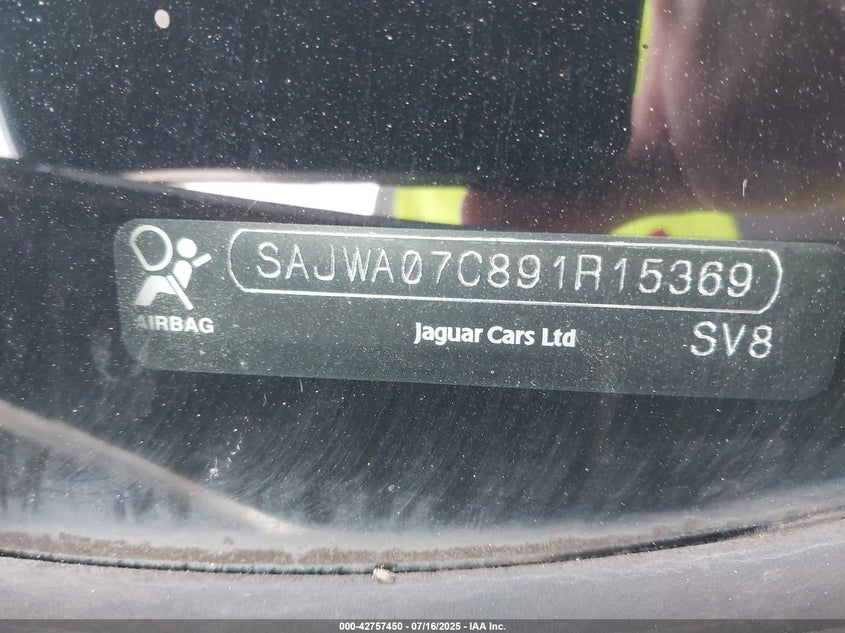 SAJWA07C891R15369
AIRBAG
Jaguar Cars Ltd
SV8
000-42757450 - 07/16/2025 - IAA Inc.